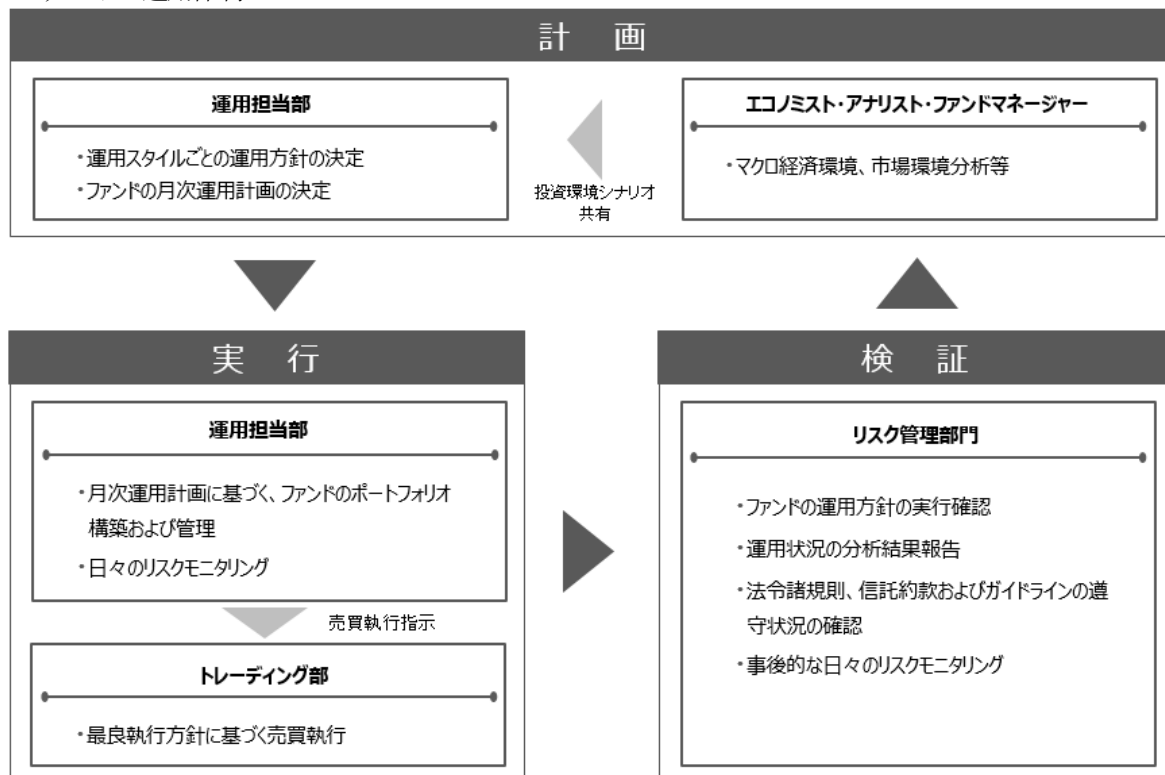 計 画
運用担当部
・運用スタイルごとの運用方針の決定
・ファンドの月次運用計画の決定
投資環境シナリオ
共有
エコノミスト・アナリスト・ファンドマネージャー
・マクロ経済環境、市場環境分析等
実 行
運用担当部
・月次運用計画に基づく、ファンドのポートフォリオ
構築および管理
・日々のリスクモニタリング
売買執行指示
トレーディング部
・最良執行方針に基づく売買執行
検 証
リスク管理部門
・ファンドの運用方針の実行確認
・運用状況の分析結果報告
・法令諸規則、信託約款およびガイドラインの遵
守状況の確認
・事後的な日々のリスクモニタリング